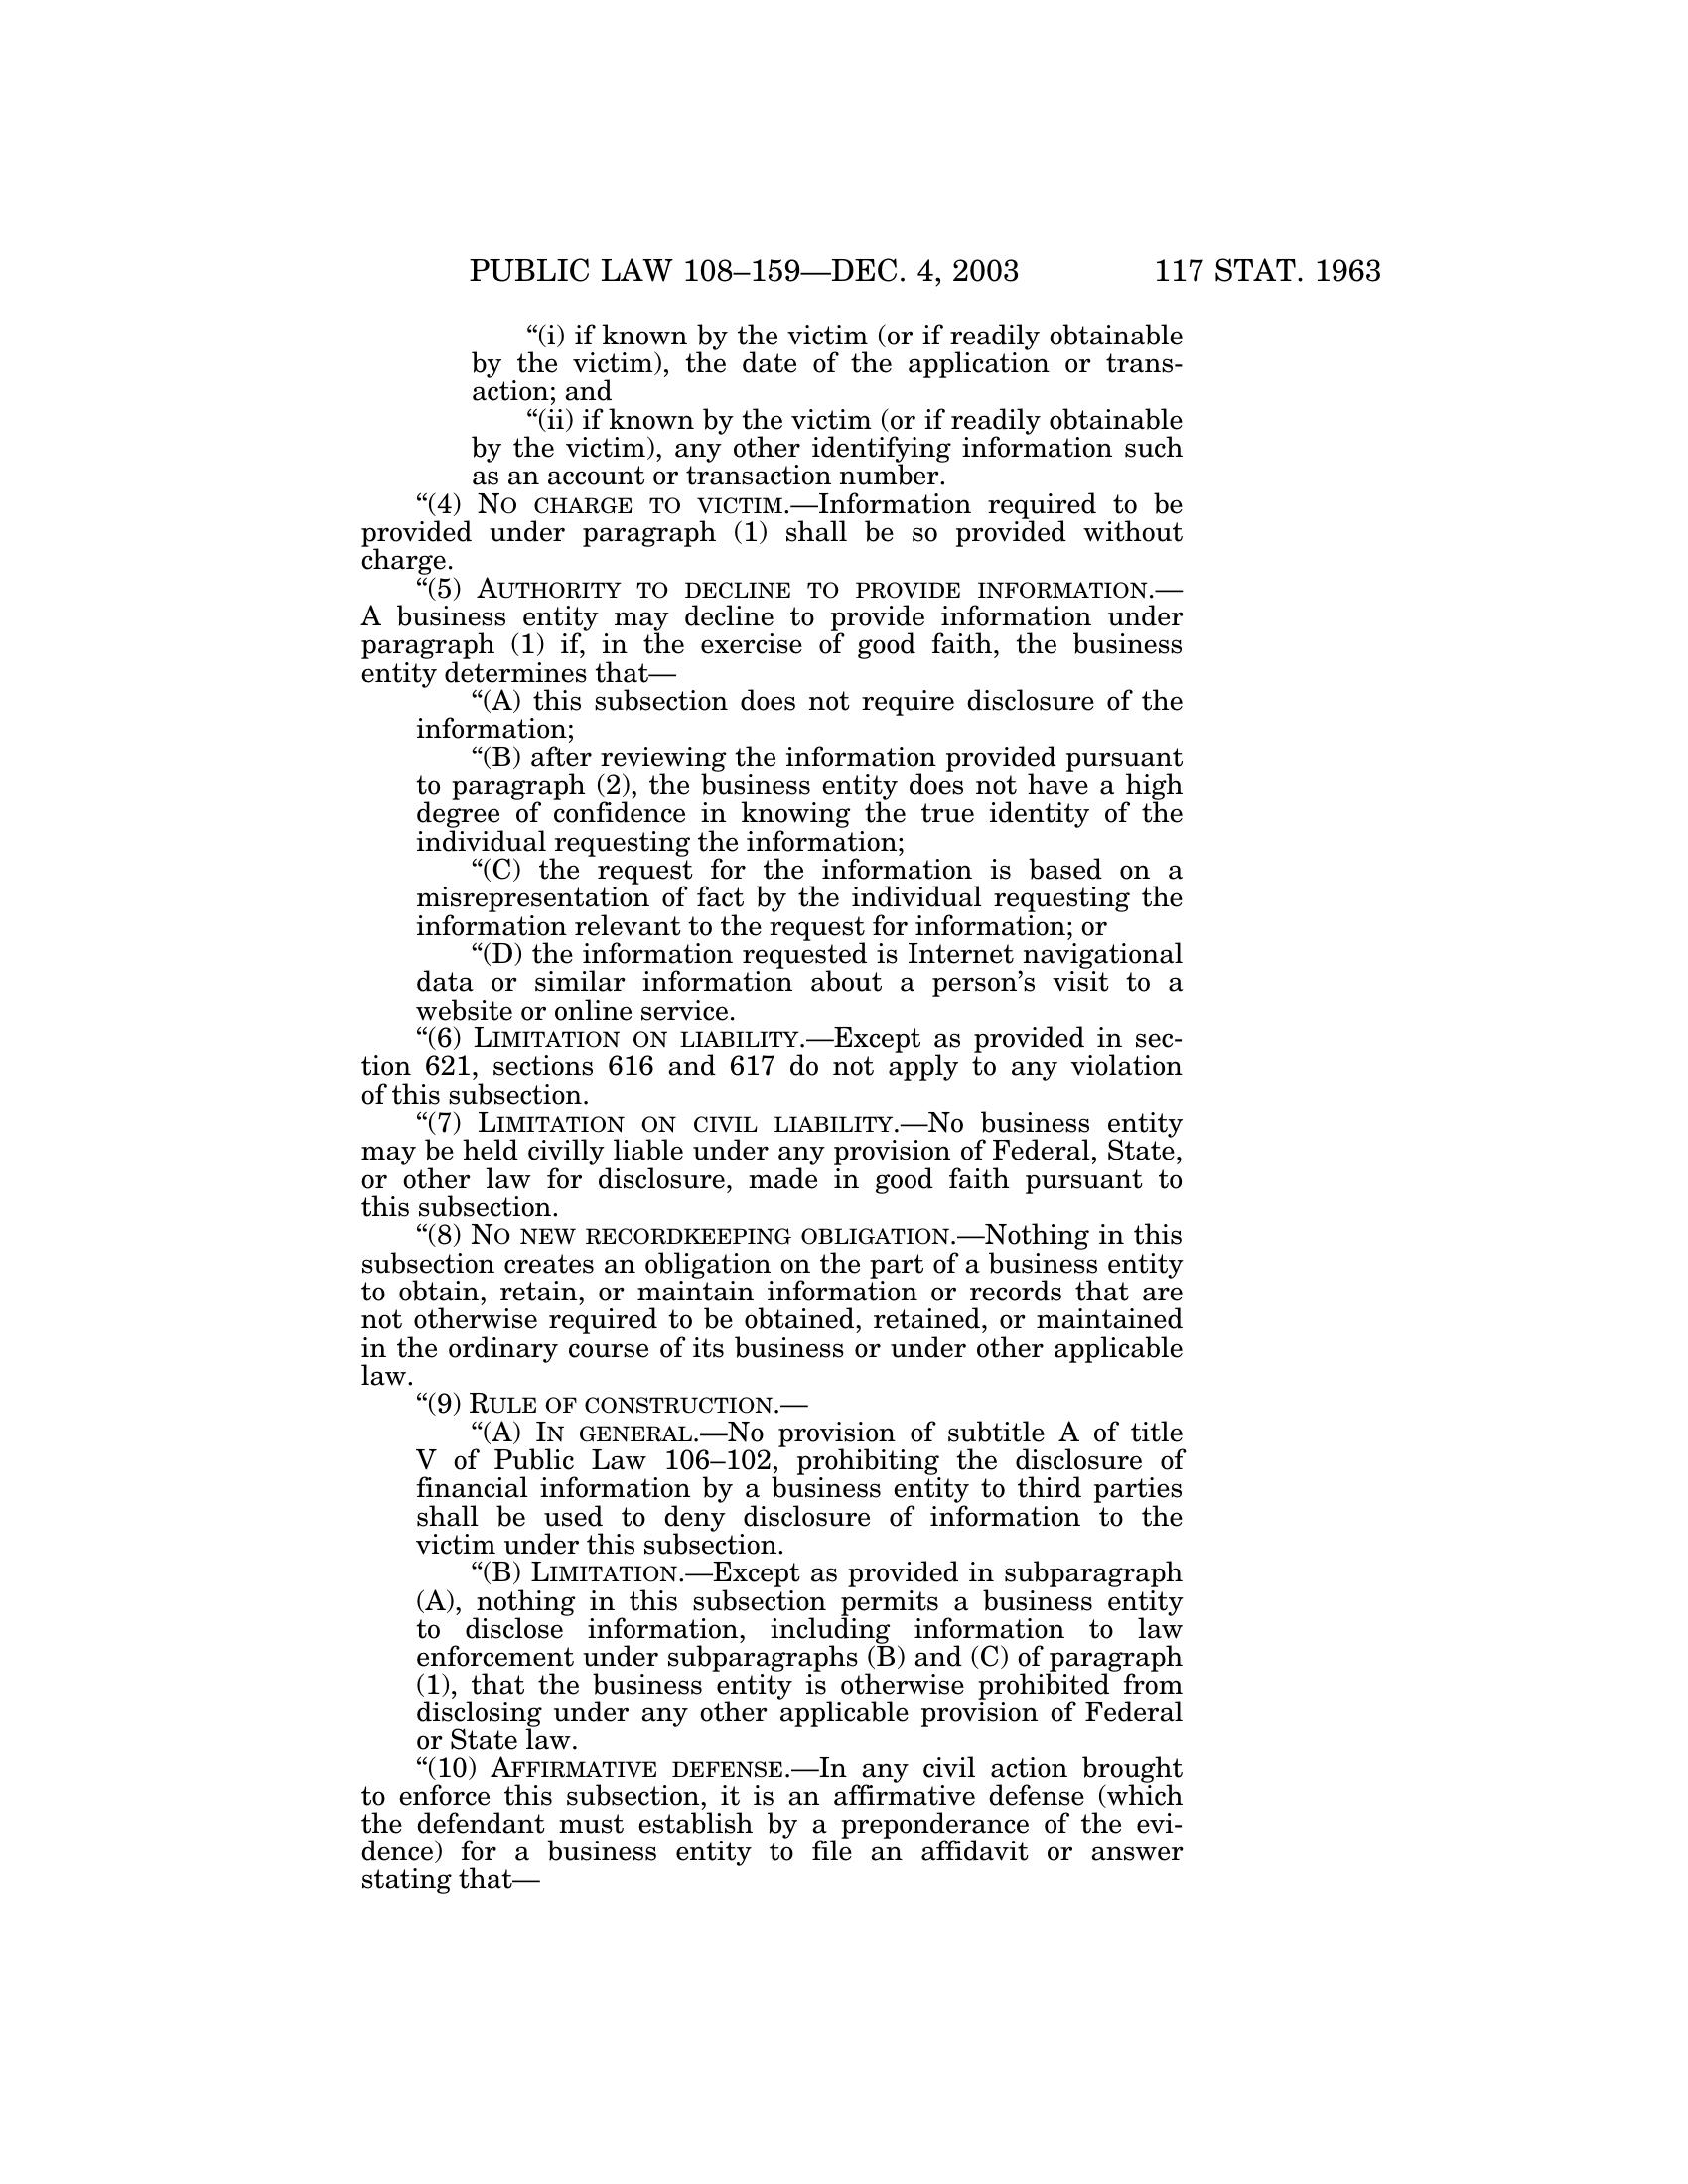 PUBLIC LAW 108–159—DEC. 4, 2003 117 STAT. 1963
“(i) if known by the victim (or if readily obtainable
by the victim), the date of the application or trans-
action; and
“(ii) if known by the victim (or if readily obtainable
by the victim), any other identifying information such
as an account or transaction number.
“(4) NO CHARGE TO VICTIM.—Information required to be
provided under paragraph (1) shall be so provided without
charge.
“(5) AUTHORITY TO DECLINE TO PROVIDE INFORMATION.—
A business entity may decline to provide information under
paragraph (1) if, in the exercise of good faith, the business
entity determines that—
“(A) this subsection does not require disclosure of the
information;
“(B) after reviewing the information provided pursuant
to paragraph (2), the business entity does not have a high
degree of confidence in knowing the true identity of the
individual requesting the information;
“(C) the request for the information is based on a
misrepresentation of fact by the individual requesting the
information relevant to the request for information; or
“(D) the information requested is Internet navigational
data or similar information about a person’s visit to a
website or online service.
“(6) LIMITATION ON LIABILITY.—Except as provided in sec-
tion 621, sections 616 and 617 do not apply to any violation
of this subsection.
“(7) LIMITATION ON CIVIL LIABILITY.—No business entity
may be held civilly liable under any provision of Federal, State,
or other law for disclosure, made in good faith pursuant to
this subsection.
“(8) NO NEW RECORDKEEPING OBLIGATION.—Nothing in this
subsection creates an obligation on the part of a business entity
to obtain, retain, or maintain information or records that are
not otherwise required to be obtained, retained, or maintained
in the ordinary course of its business or under other applicable
law.
“(9) RULE OF CONSTRUCTION.—
“(A) IN GENERAL.—No provision of subtitle A of title
V of Public Law 106–102, prohibiting the disclosure of
financial information by a business entity to third parties
shall be used to deny disclosure of information to the
victim under this subsection.
“(B) LIMITATION.—Except as provided in subparagraph
(A), nothing in this subsection permits a business entity
to disclose information, including information to law
enforcement under subparagraphs (B) and (C) of paragraph
(1), that the business entity is otherwise prohibited from
disclosing under any other applicable provision of Federal
or State law.
“(10) AFFIRMATIVE DEFENSE.—In any civil action brought
to enforce this subsection, it is an affirmative defense (which
the defendant must establish by a preponderance of the evi-
dence) for a business entity to file an affidavit or answer
stating that—